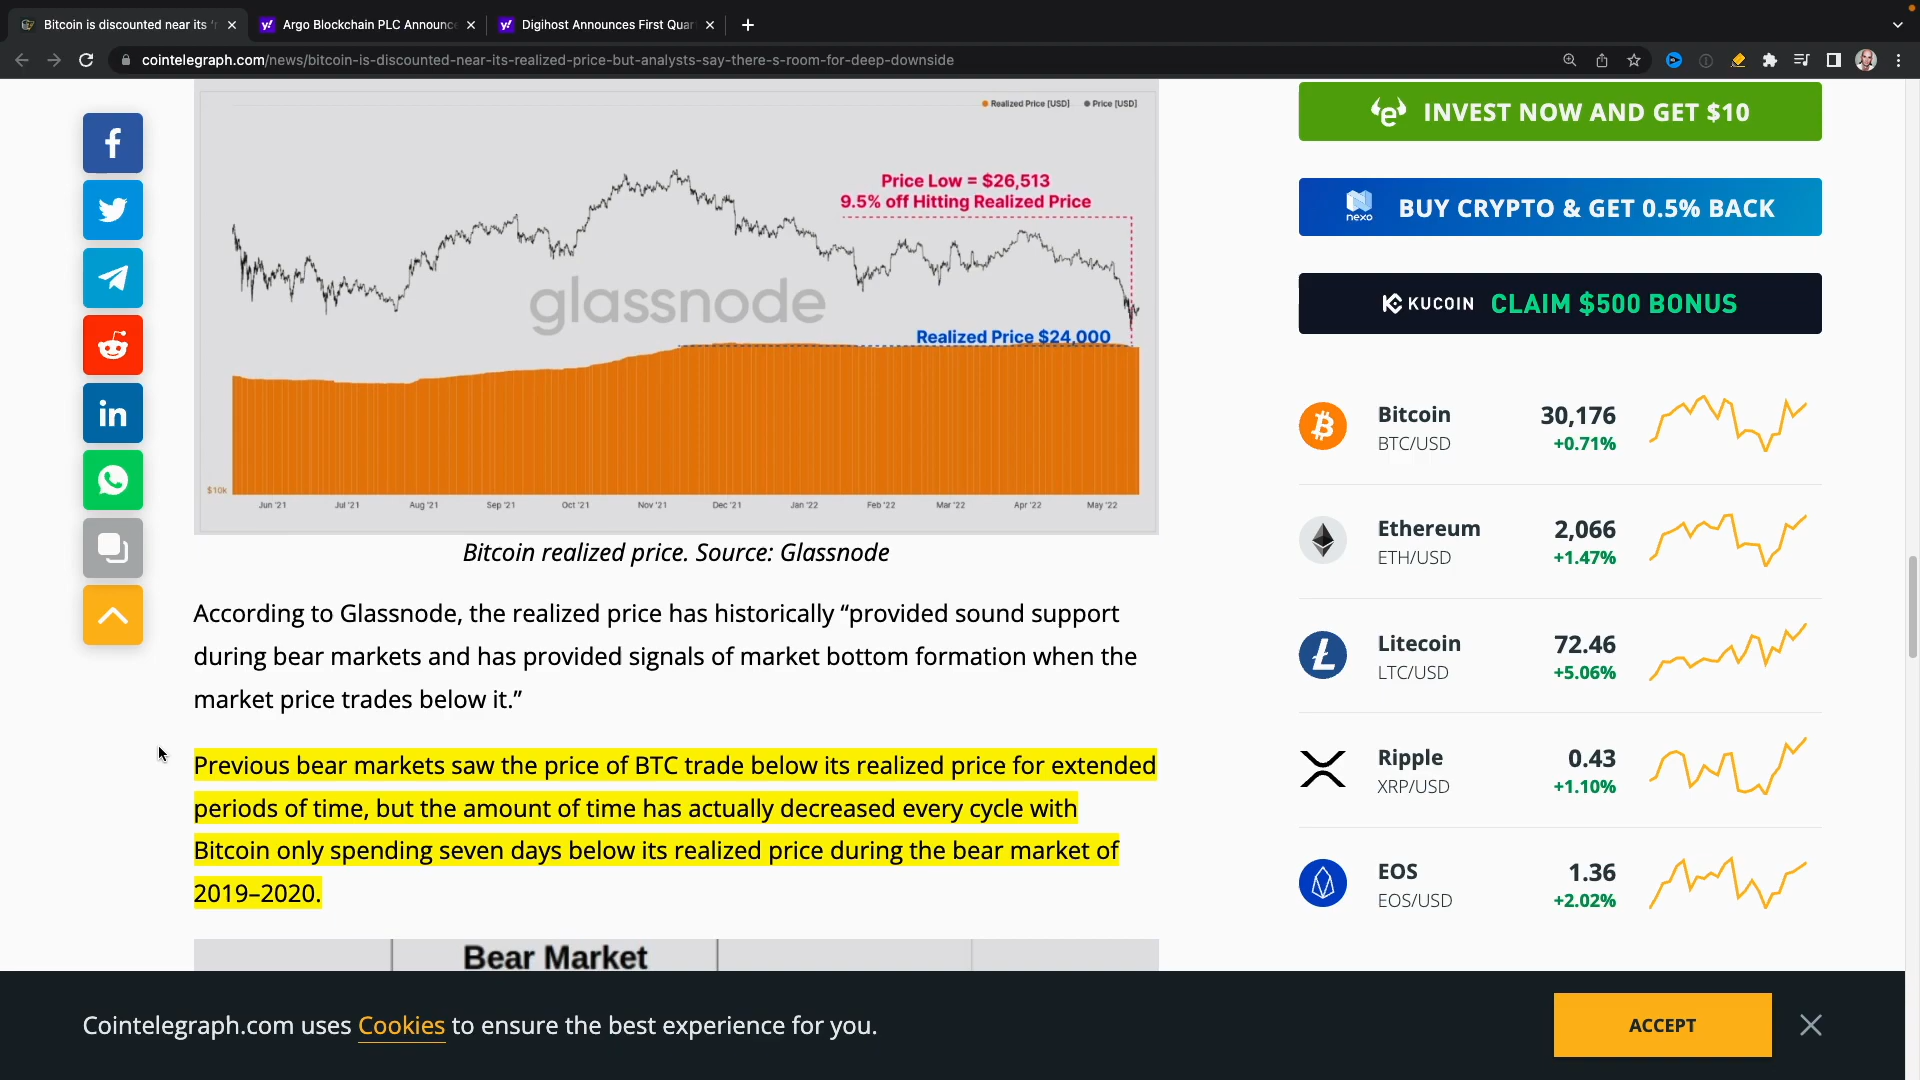 Bitcoin is discounted near its 'r
Argo Blockchain PLC Announce
Digihost Announces First Quar
cointelegraph.com/news/bitcoin-is-discounted-near-its-realized-price-but-analysts-say-there-s-room-for-deep-downside
Realized Price [USD] Price [USD]
Price Low = $26,513
9.5% off Hitting Realized Price
glassnode
Realized Price $24,000
$10k
Jun '21 Jul '21 Aug '21 Sep '21 Oct '21 Nov '21 Dec '21 Jan '22 Feb '22 Mar '22 Apr '22 May '22
Bitcoin realized price. Source: Glassnode
According to Glassnode, the realized price has historically “provided sound support
during bear markets and has provided signals of market bottom formation when the
market price trades below it.”
Previous bear markets saw the price of BTC trade below its realized price for extended
periods of time, but the amount of time has actually decreased every cycle with
Bitcoin only spending seven days below its realized price during the bear market of
2019–2020.
Bear Market
INVEST NOW AND GET $10
nexo BUY CRYPTO & GET 0.5% BACK
KUCOIN CLAIM $500 BONUS
Bitcoin 30,176
BTC/USD +0.71%
Ethereum 2,066
ETH/USD +1.47%
Litecoin 72.46
LTC/USD +5.06%
Ripple 0.43
XRP/USD +1.10%
EOS 1.36
EOS/USD +2.02%
Cointelegraph.com uses Cookies to ensure the best experience for you.
ACCEPT